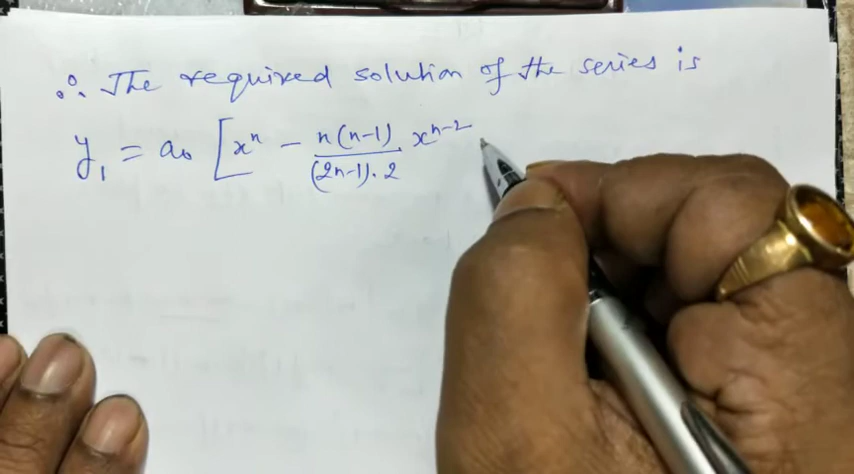 ∴ The required solution of the series is
y₁ = a₀ [xⁿ − n(n-1)/(2n-1)·2 xⁿ⁻²